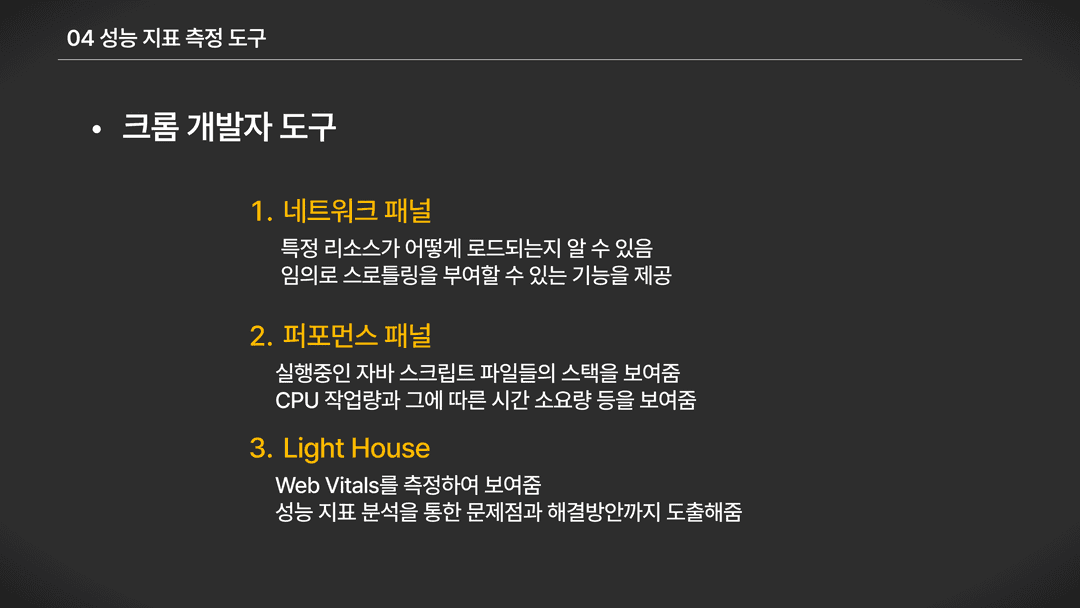 04 성능 지표 측정 도구
• 크롬 개발자 도구
1. 네트워크 패널
특정 리소스가 어떻게 로드되는지 알 수 있음
임의로 스로틀링을 부여할 수 있는 기능을 제공
2. 퍼포먼스 패널
실행중인 자바 스크립트 파일들의 스택을 보여줌
CPU 작업량과 그에 따른 시간 소요량 등을 보여줌
3. Light House
Web Vitals를 측정하여 보여줌
성능 지표 분석을 통한 문제점과 해결방안까지 도출해줌